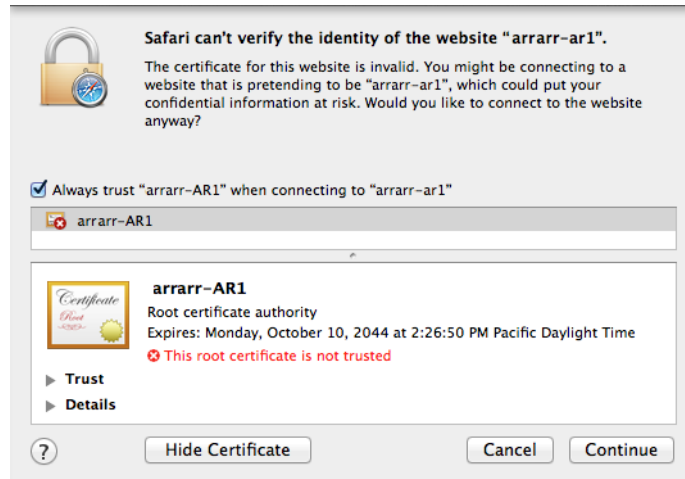 Safari can't verify the identity of the website "arrarr-ar1".
The certificate for this website is invalid. You might be connecting to a
website that is pretending to be "arrarr-ar1", which could put your
confidential information at risk. Would you like to connect to the website
anyway?
Always trust "arrarr-AR1" when connecting to "arrarr-ar1"
arrarr-AR1
Certificate
Root
arrarr-AR1
Root certificate authority
Expires: Monday, October 10, 2044 at 2:26:50 PM Pacific Daylight Time
This root certificate is not trusted
Trust
Details
? Hide Certificate Cancel Continue